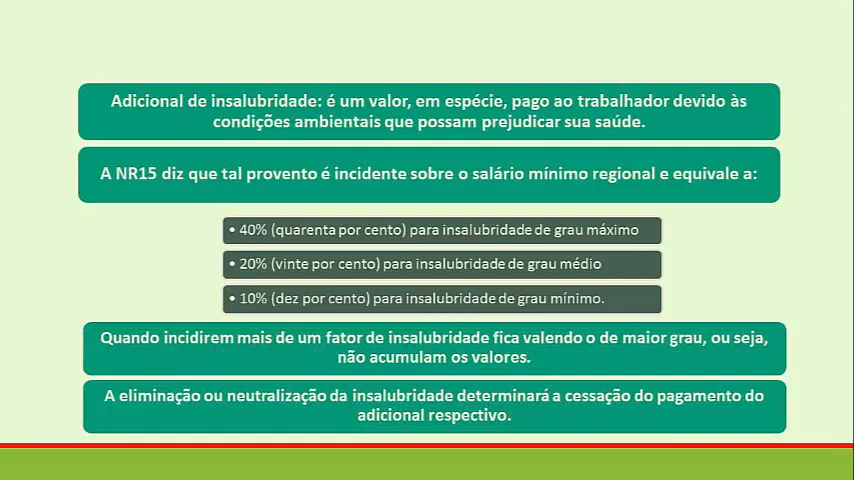 Adicional de insalubridade: é um valor, em espécie, pago ao trabalhador devido às
condições ambientais que possam prejudicar sua saúde.
A NR15 diz que tal provento é incidente sobre o salário mínimo regional e equivale a:
• 40% (quarenta por cento) para insalubridade de grau máximo
• 20% (vinte por cento) para insalubridade de grau médio
• 10% (dez por cento) para insalubridade de grau mínimo.
Quando incidirem mais de um fator de insalubridade fica valendo o de maior grau, ou seja,
não acumulam os valores.
A eliminação ou neutralização da insalubridade determinará a cessação do pagamento do
adicional respectivo.